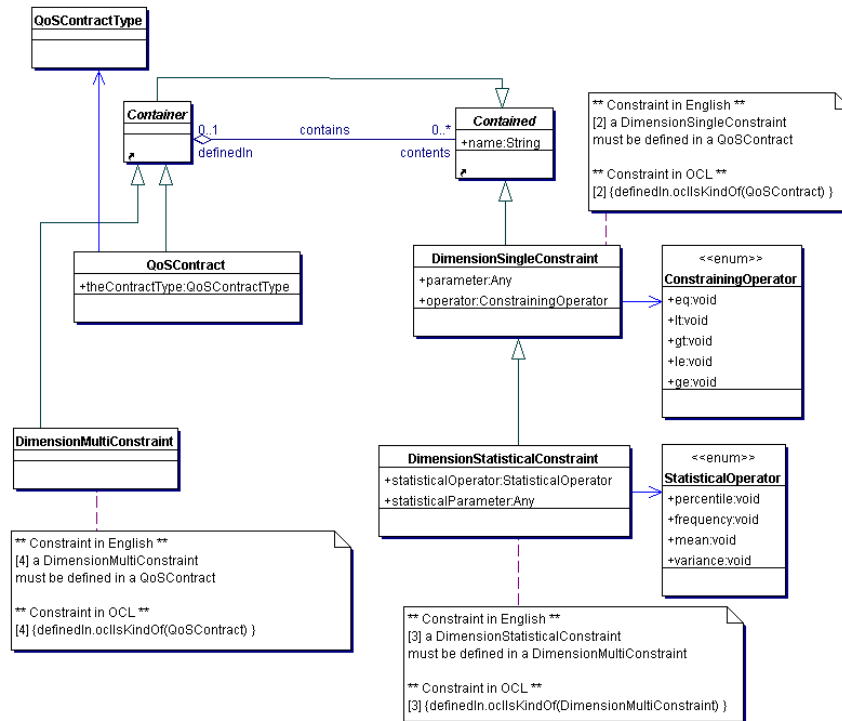 QoSContractType
Container
0..1
contains
0..*
definedIn
contents
Contained
+name:String
** Constraint in English **
[2] a DimensionSingleConstraint
must be defined in a QoSContract
** Constraint in OCL **
[2] {definedIn.oclIsKindOf(QoSContract) }
QoSContract
+theContractType:QoSContractType
DimensionSingleConstraint
+parameter:Any
+operator:ConstrainingOperator
<<enum>>
ConstrainingOperator
+eq:void
+lt:void
+gt:void
+le:void
+ge:void
DimensionMultiConstraint
DimensionStatisticalConstraint
+statisticalOperator:StatisticalOperator
+statisticalParameter:Any
<<enum>>
StatisticalOperator
+percentile:void
+frequency:void
+mean:void
+variance:void
** Constraint in English **
[4] a DimensionMultiConstraint
must be defined in a QoSContract
** Constraint in OCL **
[4] {definedIn.oclIsKindOf(QoSContract) }
** Constraint in English **
[3] a DimensionStatisticalConstraint
must be defined in a DimensionMultiConstraint
** Constraint in OCL **
[3] {definedIn.oclIsKindOf(DimensionMultiConstraint) }